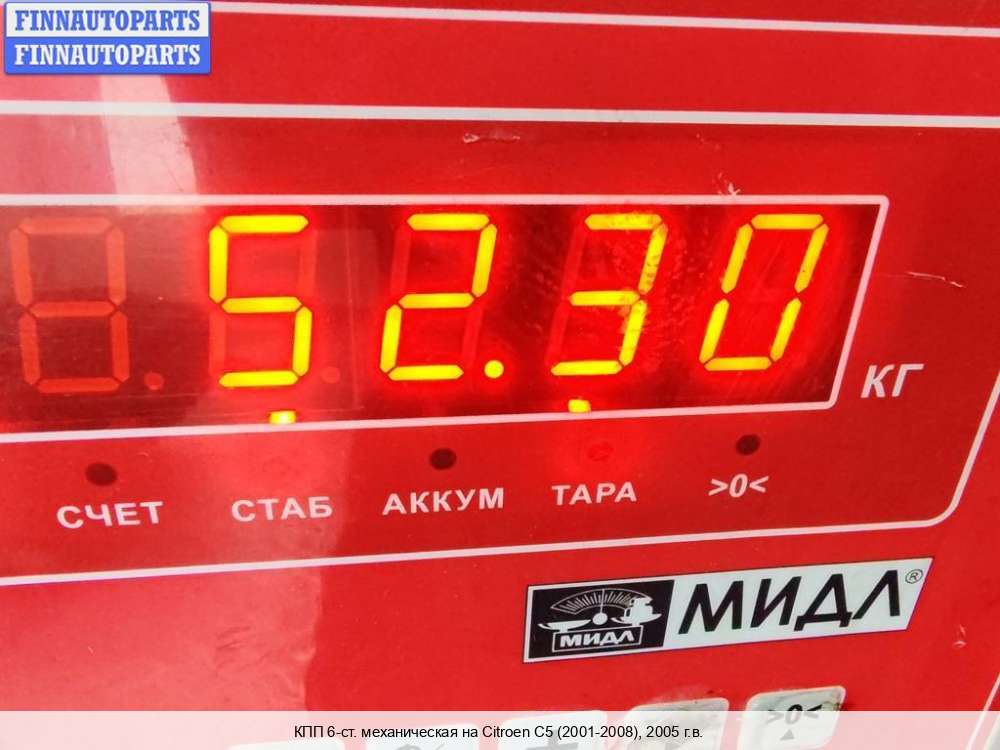 FINNAUTOPARTS
FINNAUTOPARTS
52.30
КГ
СЧЕТ СТАБ АККУМ ТАРА >0<
МИДЛ МИДЛ®
>0<
КПП 6-ст. механическая на Citroen C5 (2001-2008), 2005 г.в.